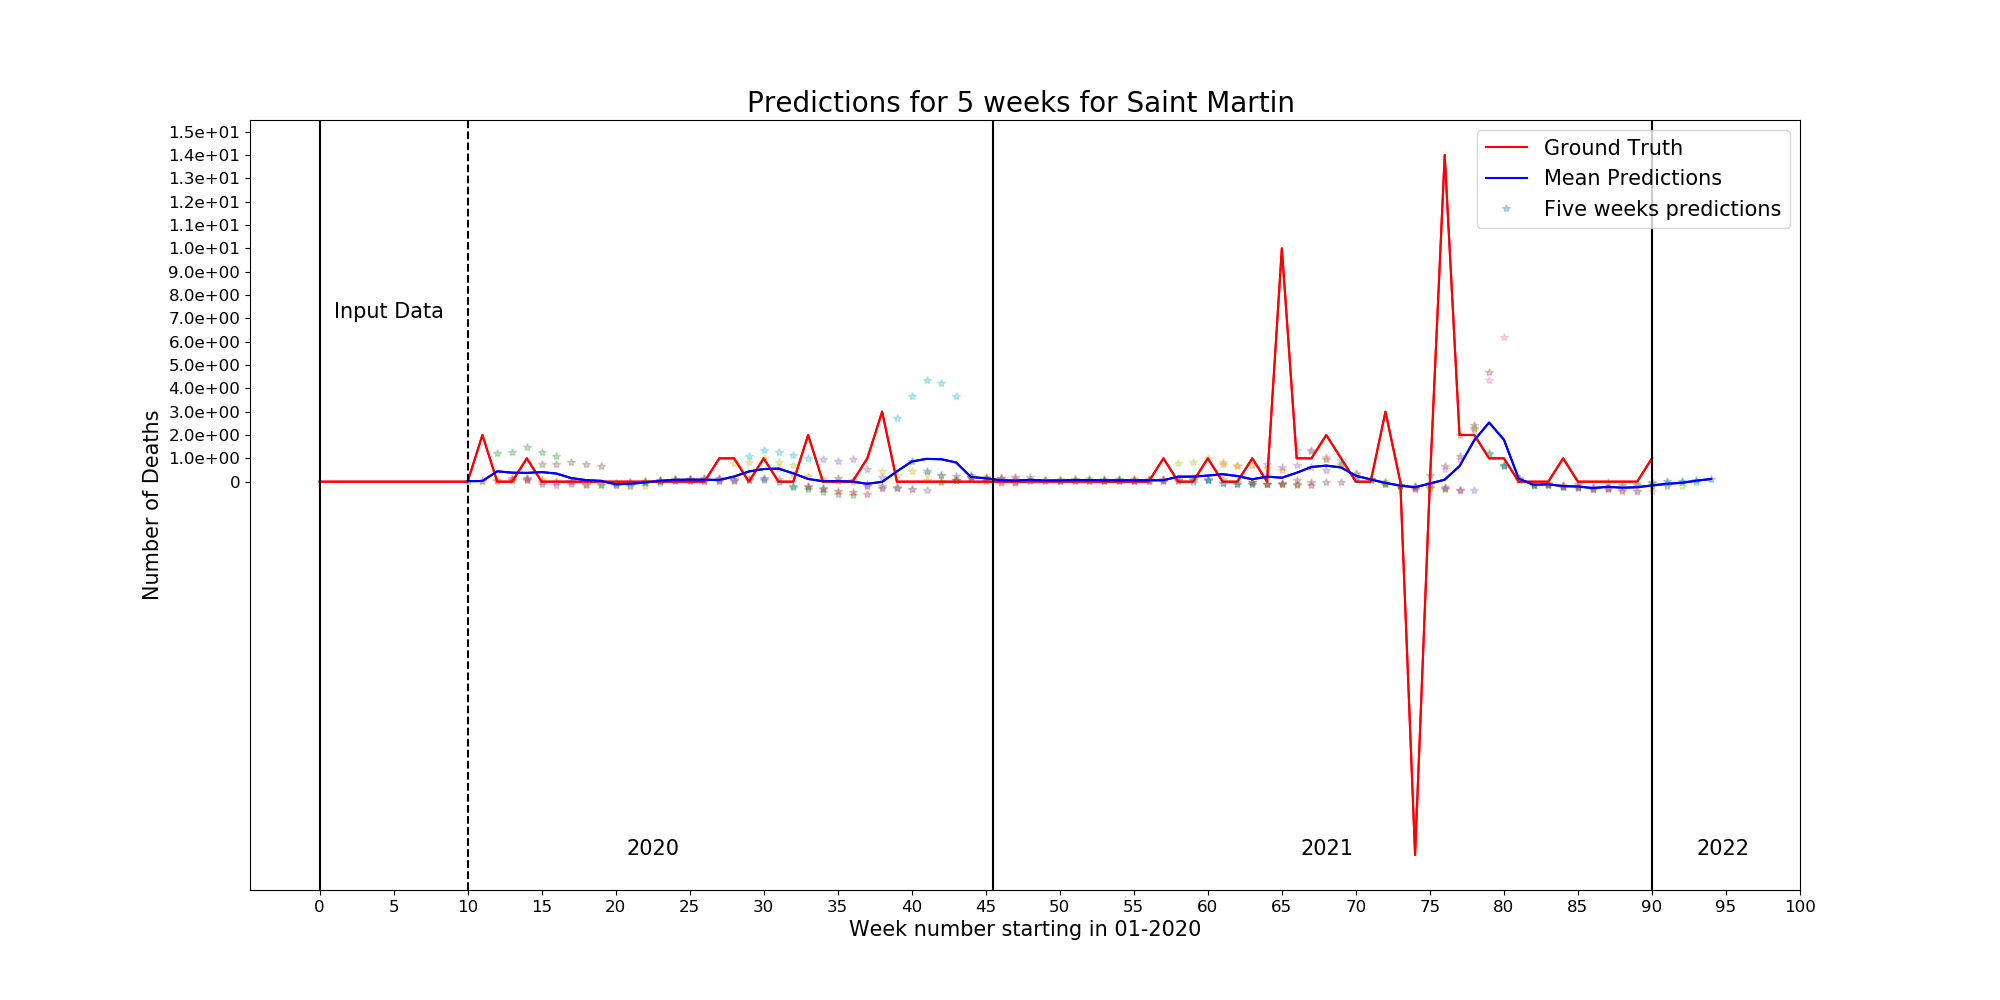 Predictions for 5 weeks for Saint Martin
1.5e+01
1.4e+01
1.3e+01
1.2e+01
1.1e+01
1.0e+01
9.0e+00
8.0e+00
7.0e+00
6.0e+00
5.0e+00
4.0e+00
3.0e+00
2.0e+00
1.0e+00
0
Number of Deaths
Ground Truth
Mean Predictions
Five weeks predictions
Input Data
2020 2021 2022
0 5 10 15 20 25 30 35 40 45 50 55 60 65 70 75 80 85 90 95 100
Week number starting in 01-2020